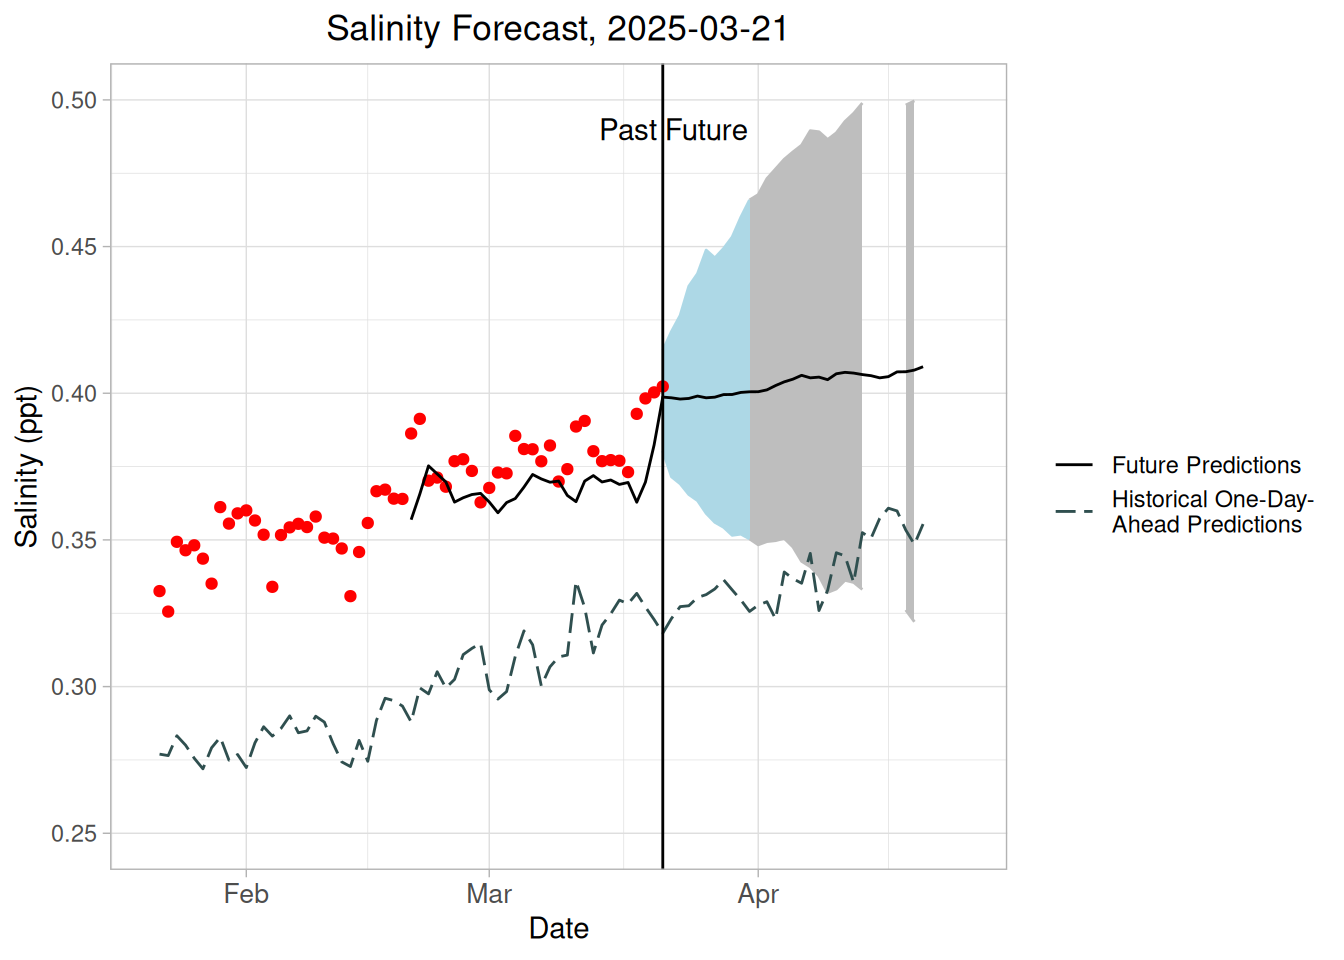 Salinity Forecast, 2025-03-21
0.50
0.45
0.40
0.35
0.30
0.25
Salinity (ppt)
Past Future
Feb Mar Apr
Date
Future Predictions
Historical One-Day-
Ahead Predictions